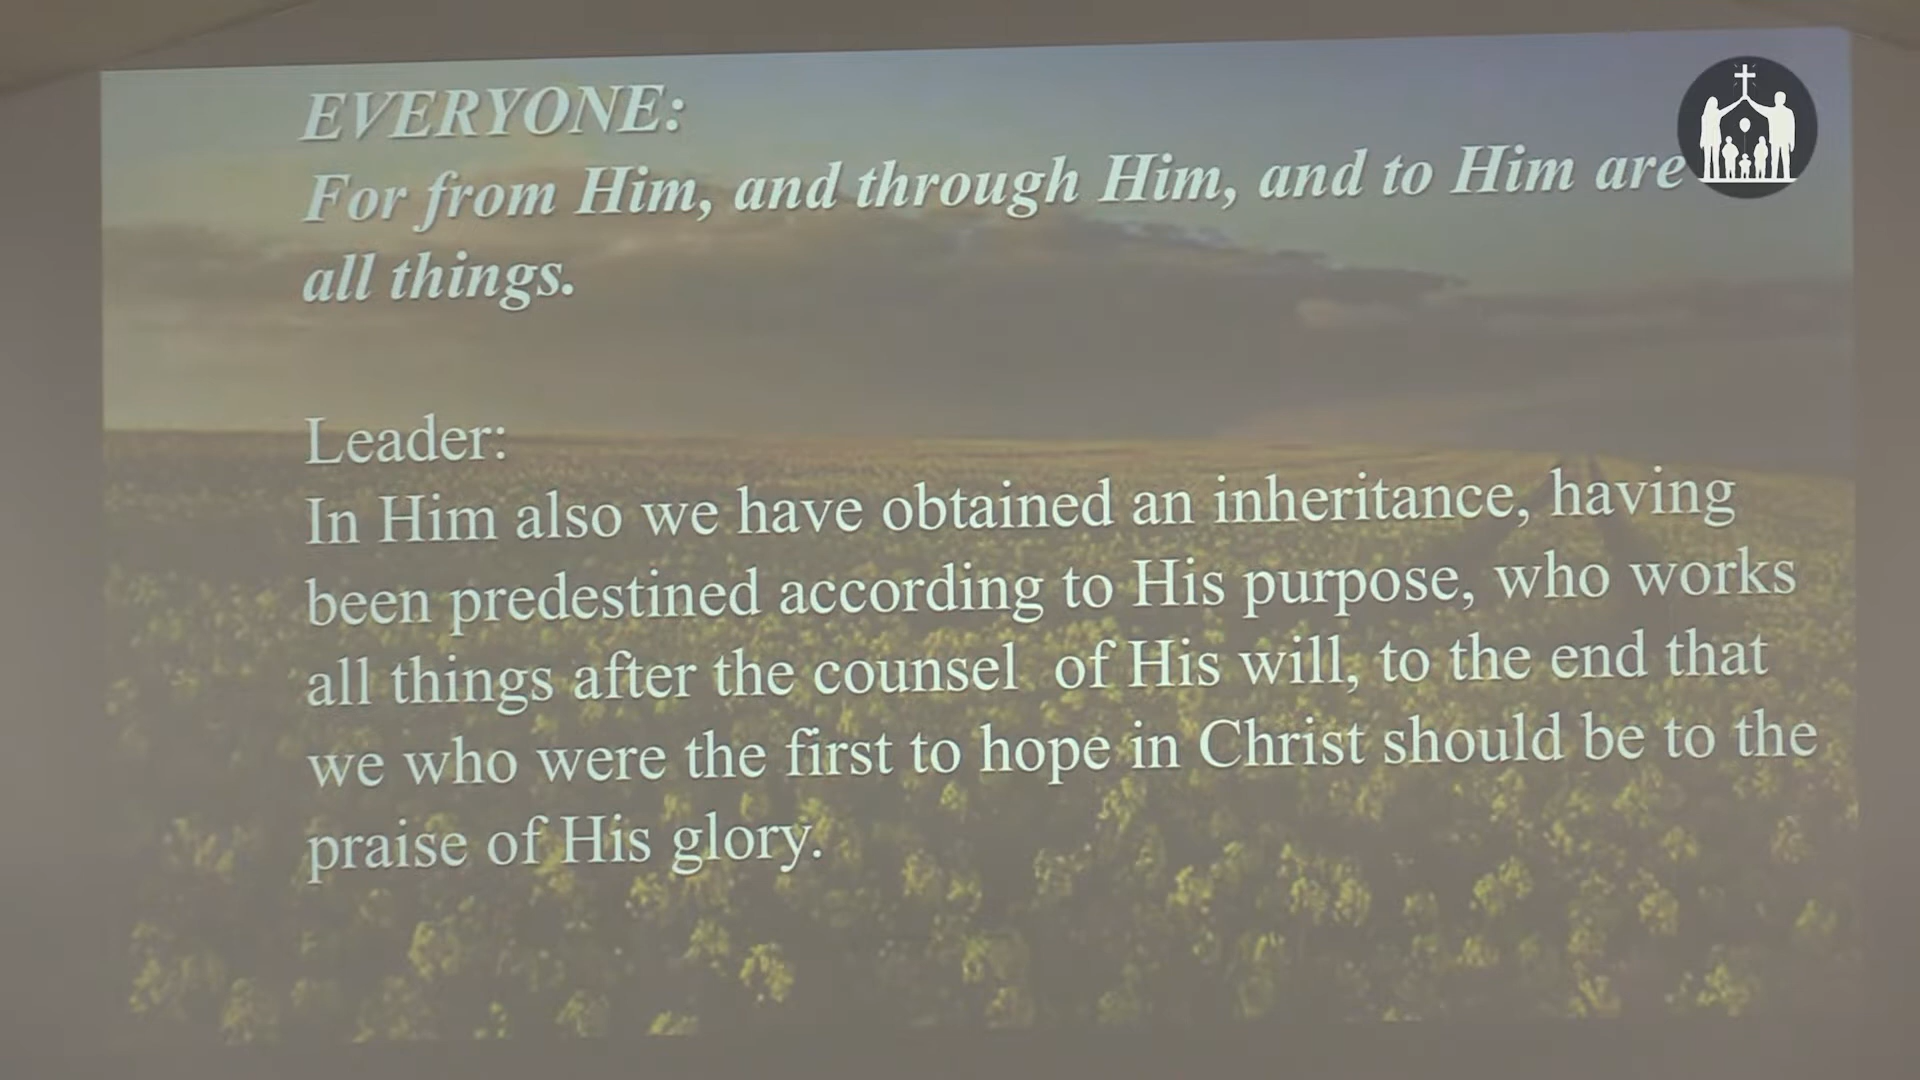 EVERYONE:
For from Him, and through Him, and to Him are
all things.
Leader:
In Him also we have obtained an inheritance, having
been predestined according to His purpose, who works
all things after the counsel  of His will, to the end that
we who were the first to hope in Christ should be to the
praise of His glory.